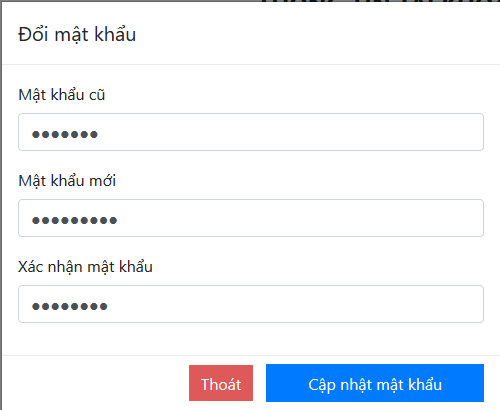 Đổi mật khẩu
Mật khẩu cũ
●●●●●●●
Mật khẩu mới
●●●●●●●●●
Xác nhận mật khẩu
●●●●●●●●
Thoát
Cập nhật mật khẩu